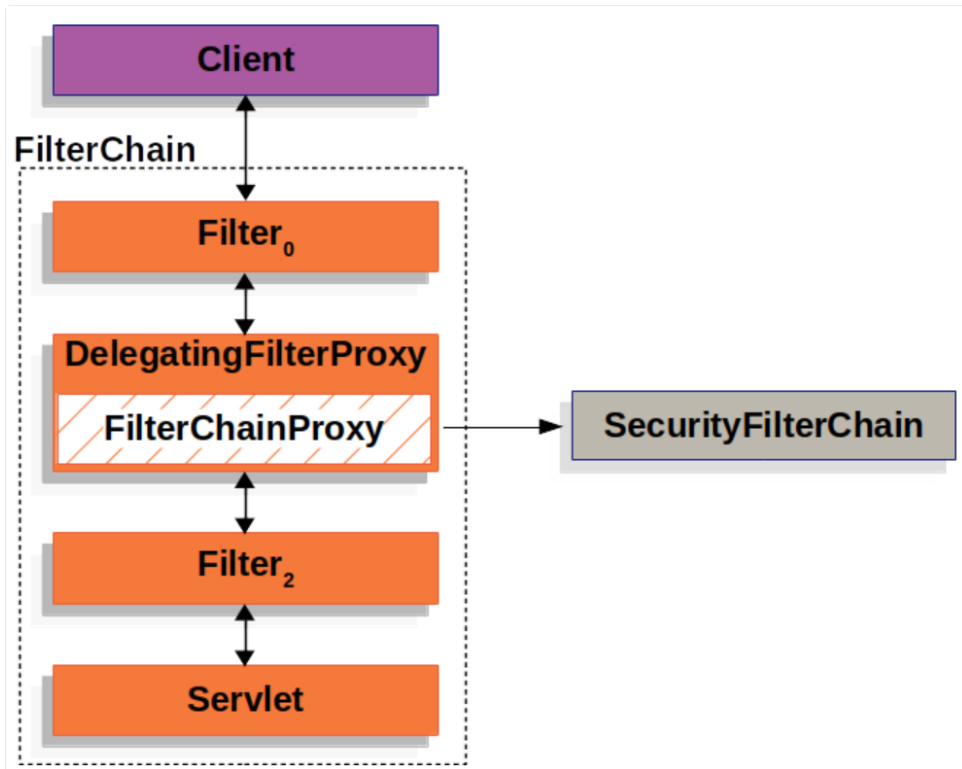 Client
FilterChain
Filter₀
DelegatingFilterProxy
FilterChainProxy
SecurityFilterChain
Filter₂
Servlet